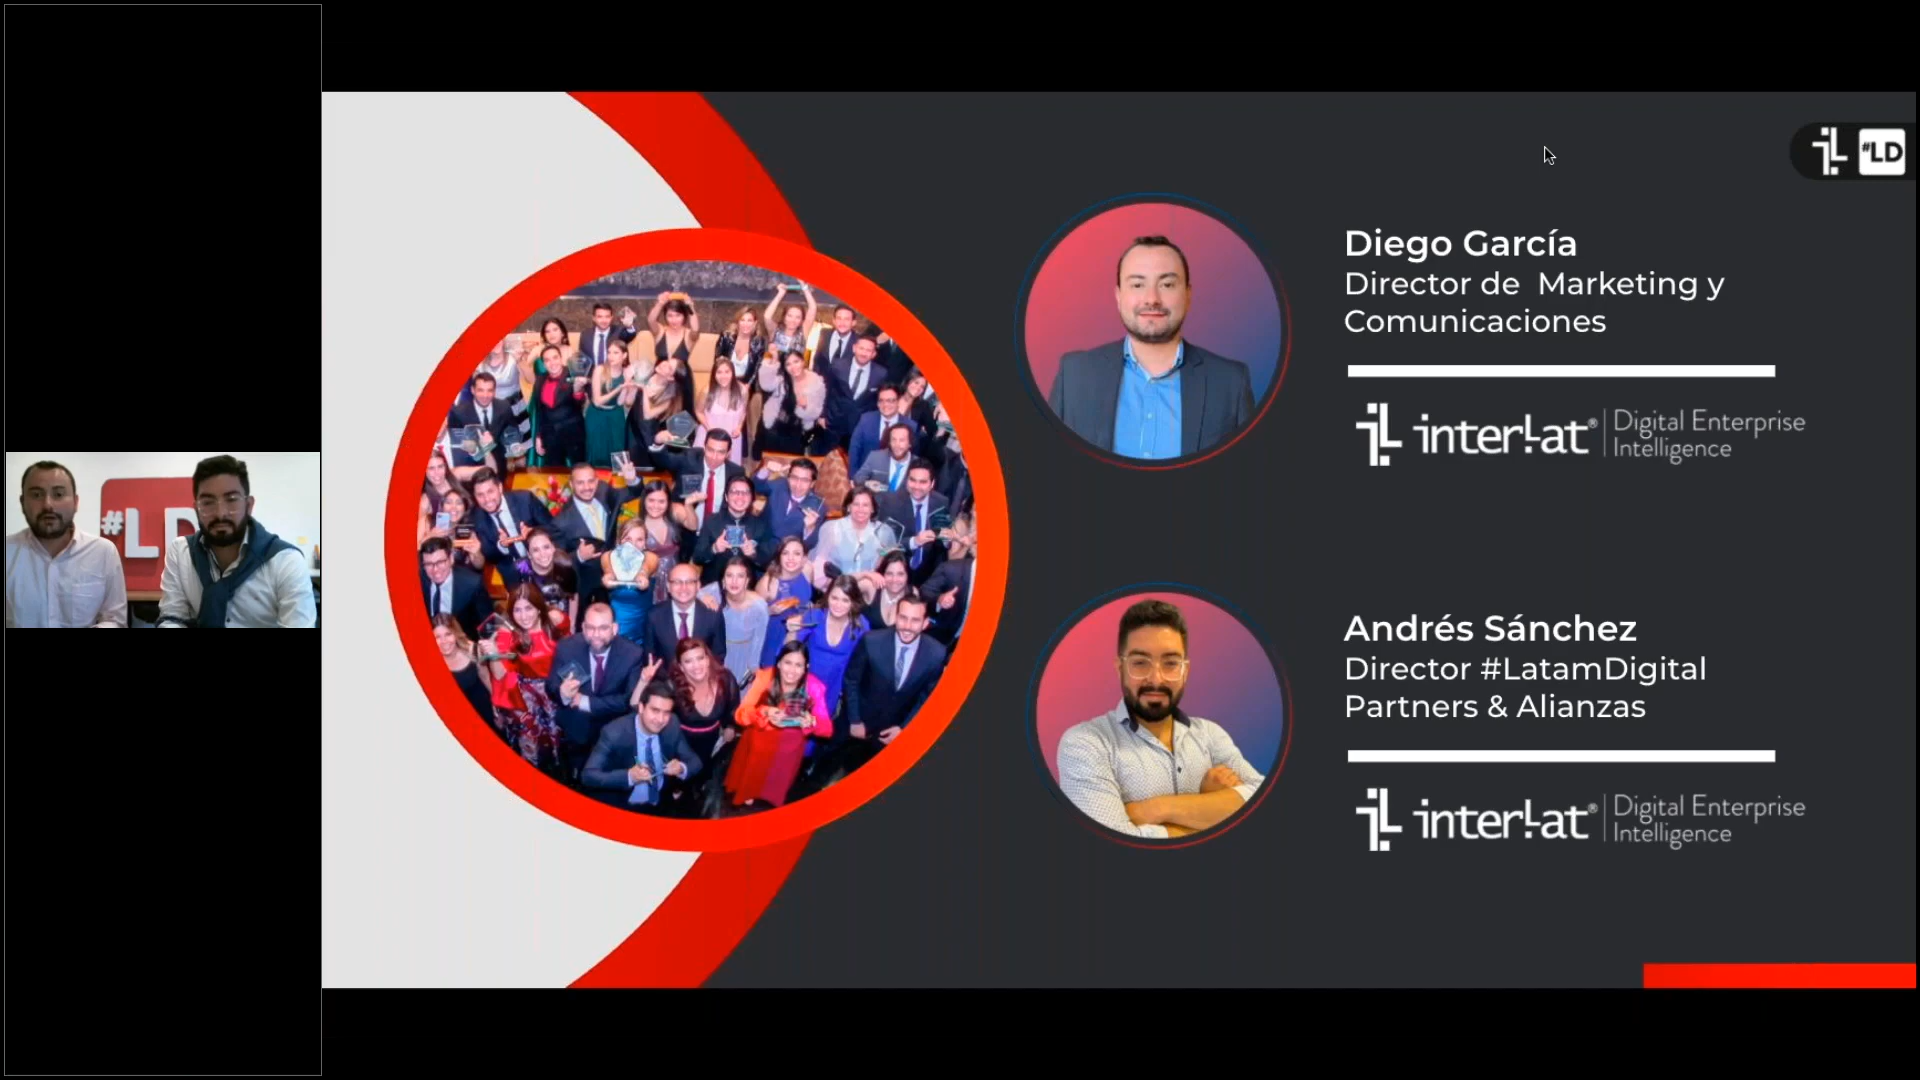 #LD
#LD
Diego García
Director de Marketing y
Comunicaciones
interlat® Digital Enterprise
Intelligence
Andrés Sánchez
Director #LatamDigital
Partners & Alianzas
interlat® Digital Enterprise
Intelligence